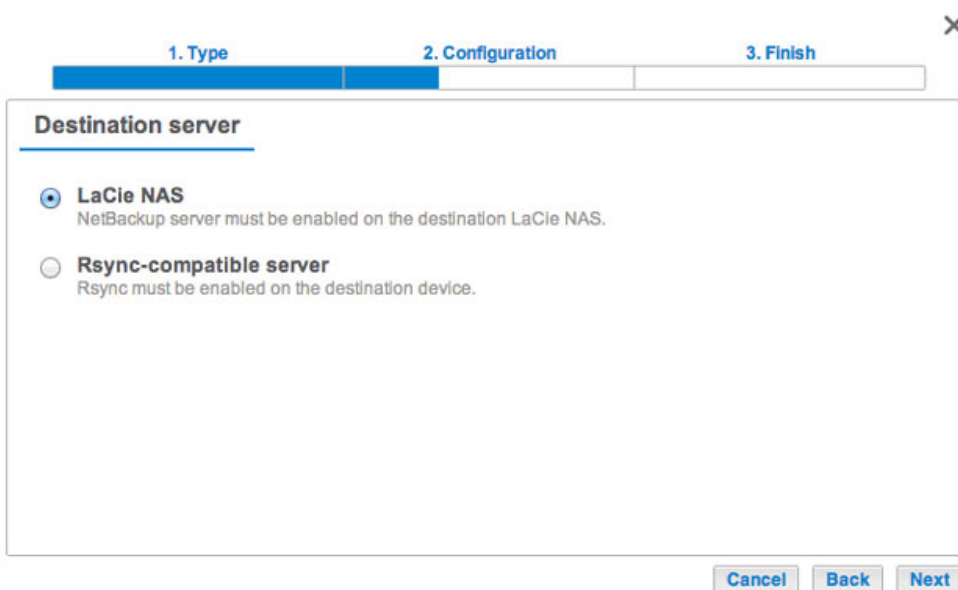 1. Type 2. Configuration 3. Finish
Destination server
LaCie NAS
NetBackup server must be enabled on the destination LaCie NAS.
Rsync-compatible server
Rsync must be enabled on the destination device.
Cancel Back Next